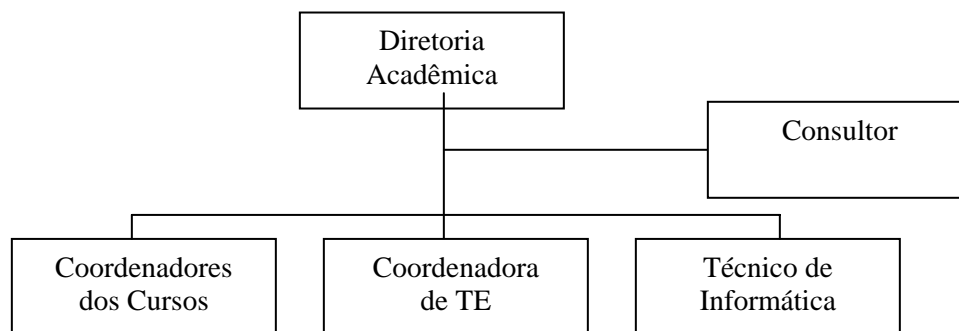 Diretoria
Acadêmica
Consultor
Coordenadores
dos Cursos
Coordenadora
de TE
Técnico de
Informática